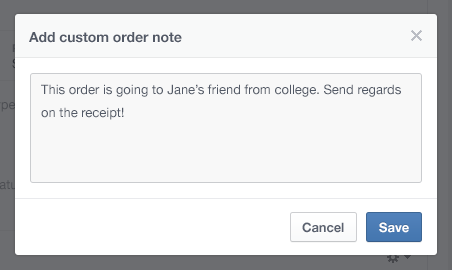 Add custom order note
This order is going to Jane’s friend from college. Send regards
on the receipt!
Cancel
Save